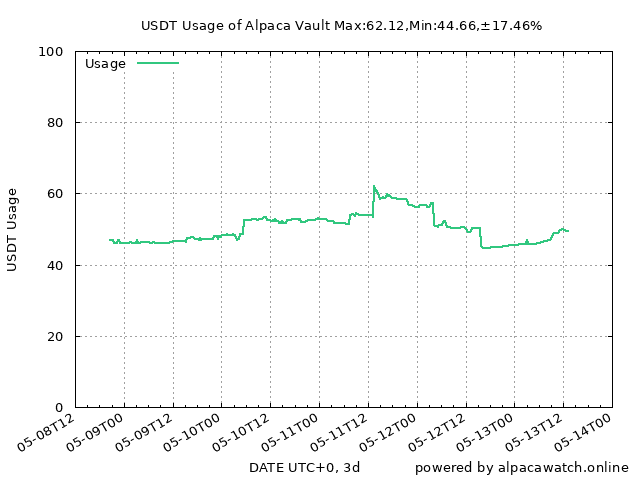 USDT Usage of Alpaca Vault Max:62.12,Min:44.66,±17.46%
Usage
100
80
60
40
20
0
USDT Usage
05-08T12
05-09T00
05-09T12
05-10T00
05-10T12
05-11T00
05-11T12
05-12T00
05-12T12
05-13T00
05-13T12
05-14T00
DATE UTC+0, 3d
powered by alpacawatch.online